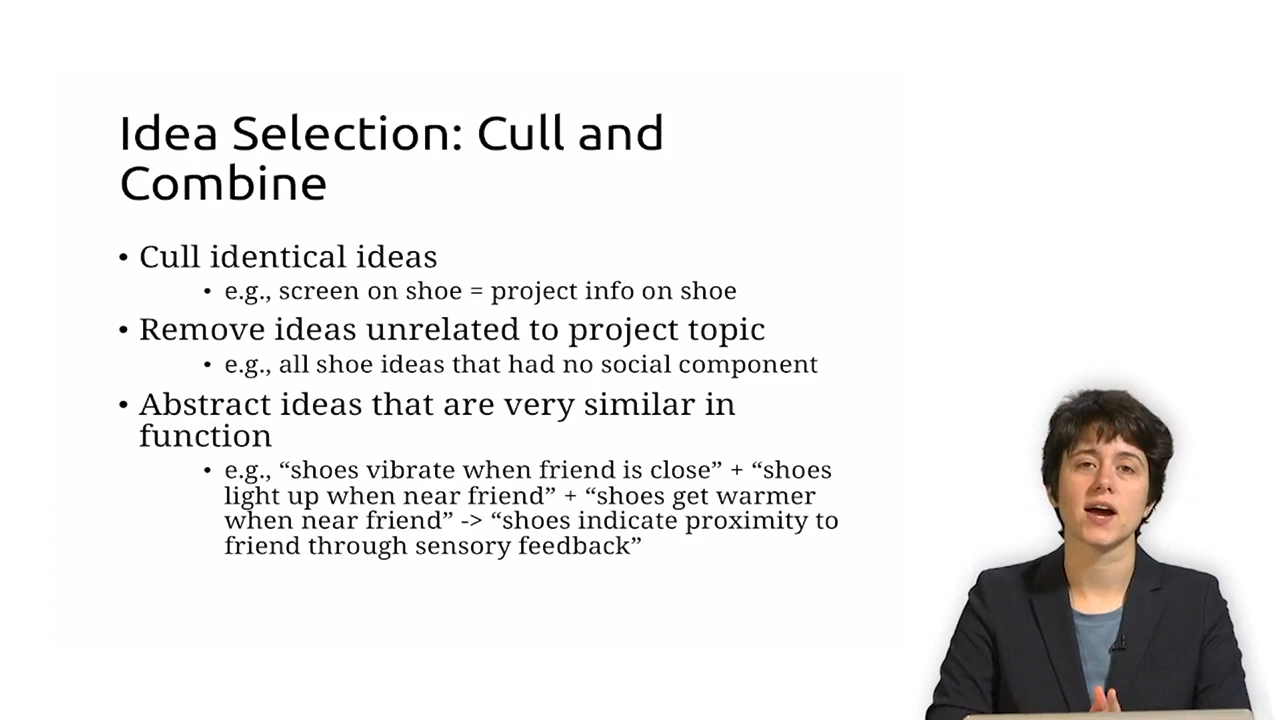 Idea Selection: Cull and
Combine
• Cull identical ideas
• e.g., screen on shoe = project info on shoe
• Remove ideas unrelated to project topic
• e.g., all shoe ideas that had no social component
• Abstract ideas that are very similar in
function
• e.g., “shoes vibrate when friend is close” + “shoes
light up when near friend” + “shoes get warmer
when near friend” -> “shoes indicate proximity to
friend through sensory feedback”